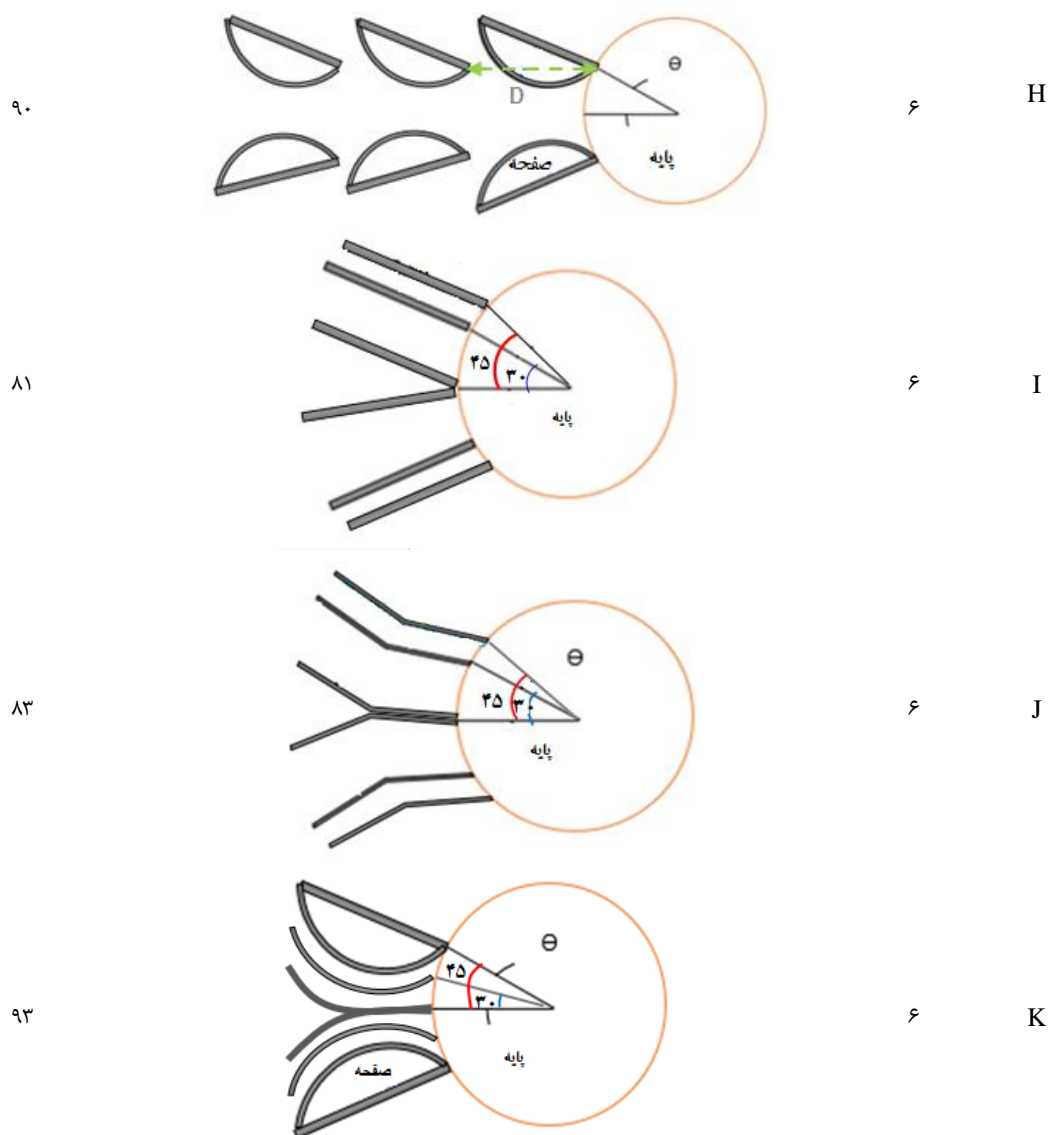 ۹۰ D θ پایه صفحه ۶ H
۸۱ ۴۵ ۳۰ پایه ۶ I
۸۳ θ ۴۵ ۳۰ پایه ۶ J
۹۳ θ ۴۵ ۳۰ پایه صفحه ۶ K